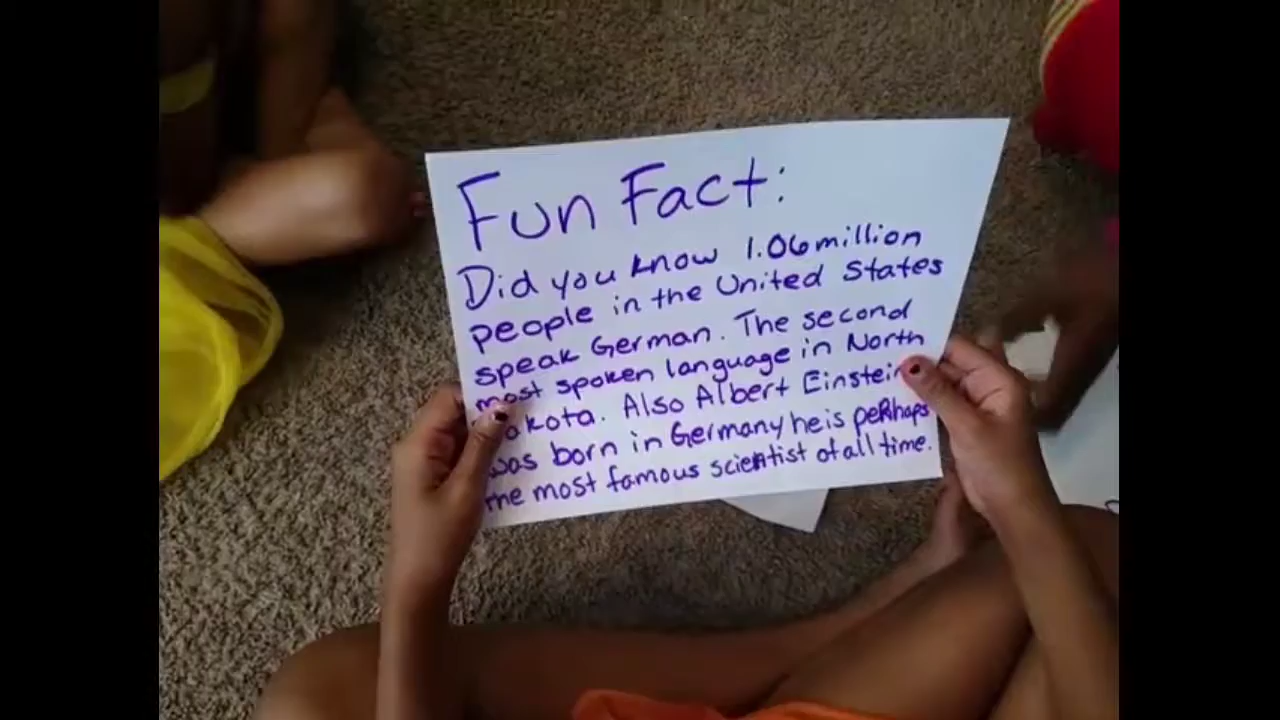 Fun Fact:
Did you know 1.06 million
people in the United States
speak German. The second
most spoken language in North
akota. Also Albert Einstein
was born in Germany he is perhaps
the most famous scientist of all time.